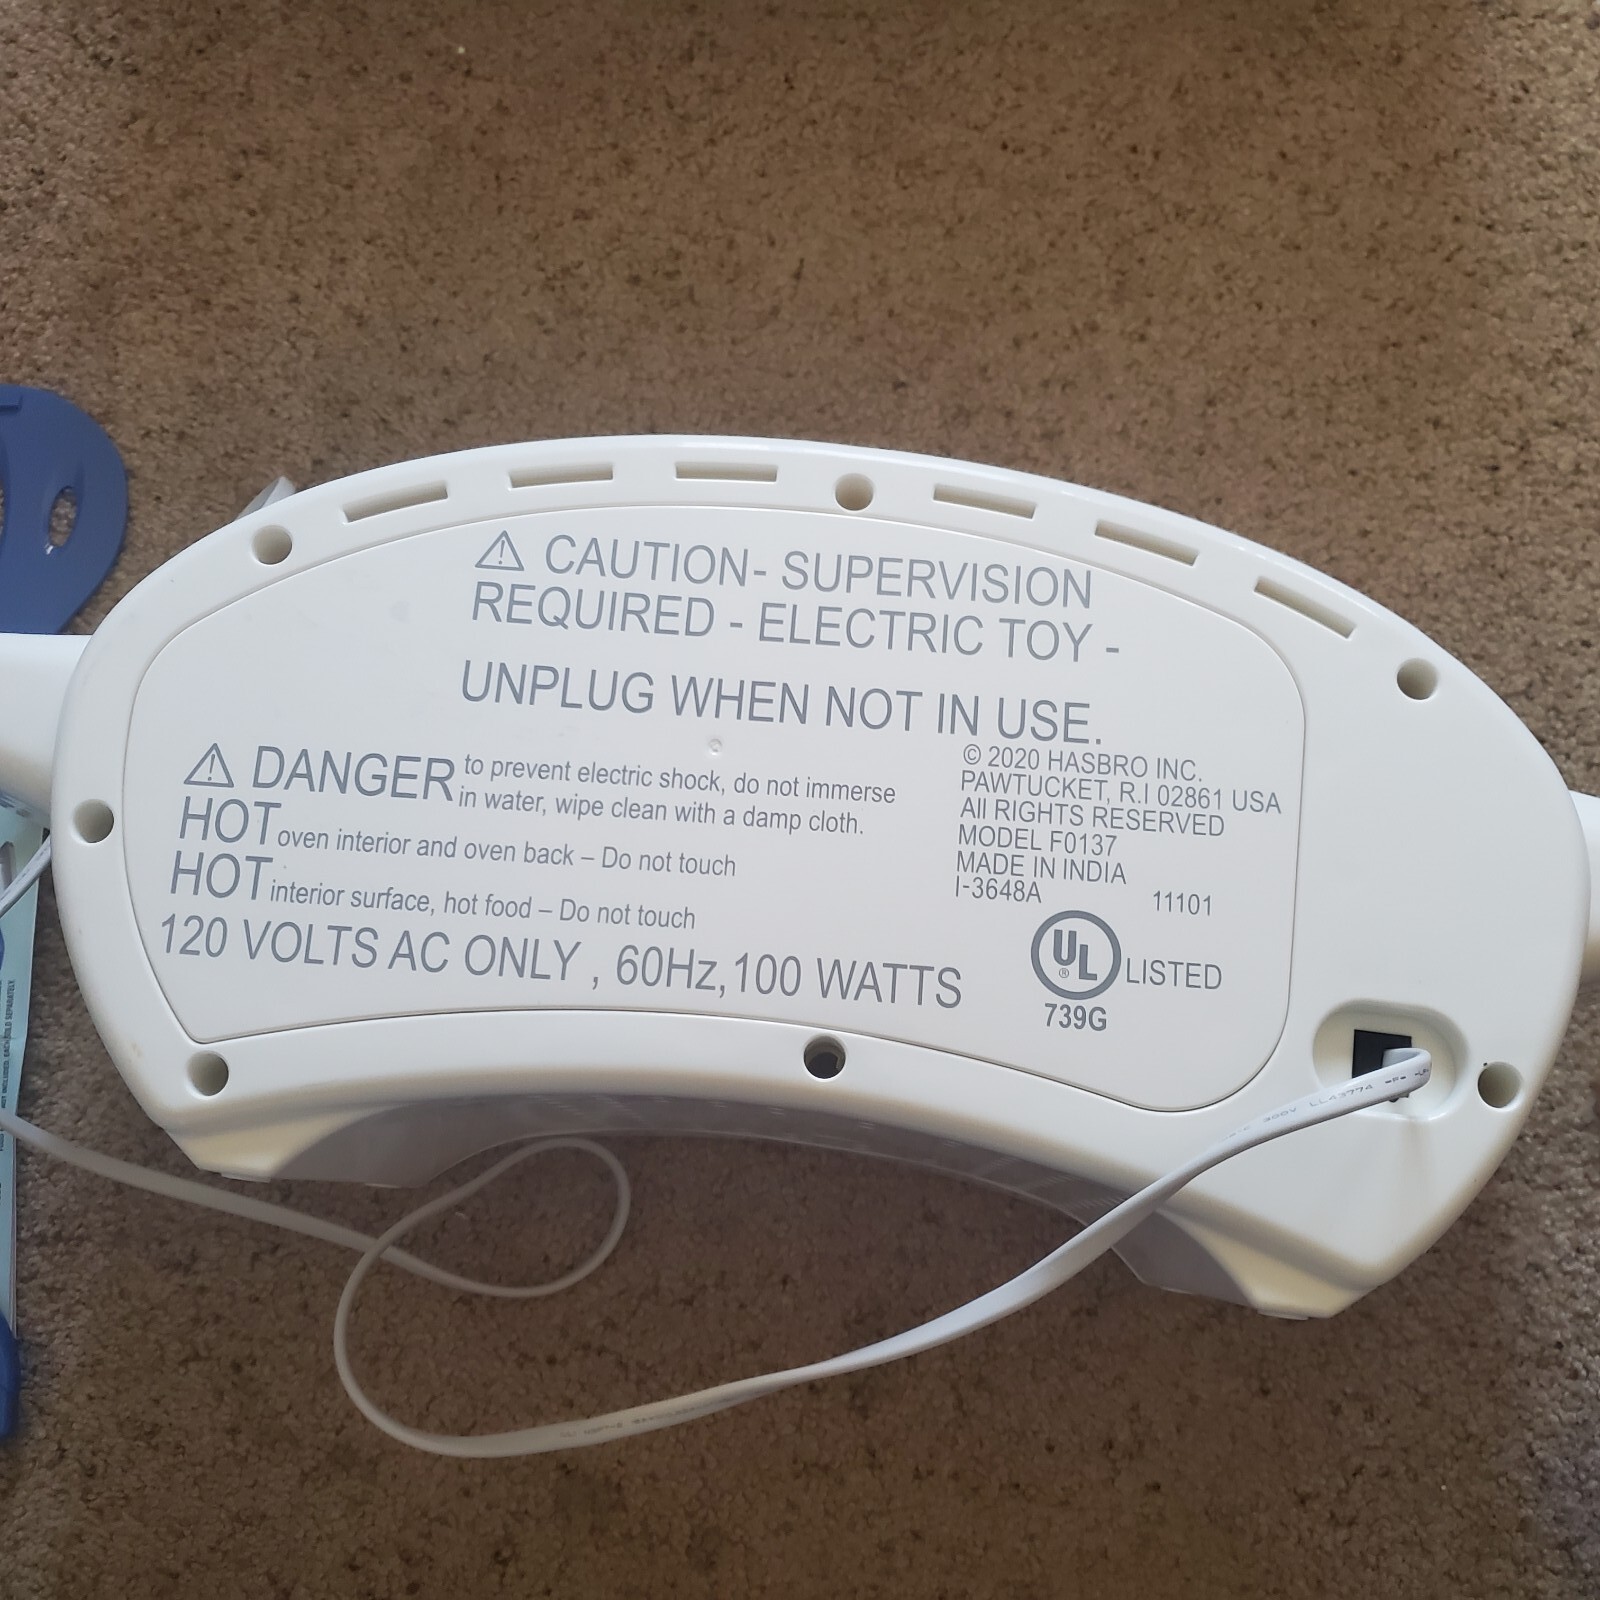 ⚠ CAUTION- SUPERVISION
REQUIRED - ELECTRIC TOY -
UNPLUG WHEN NOT IN USE.
⚠ DANGER to prevent electric shock, do not immerse
in water, wipe clean with a damp cloth.
HOT oven interior and oven back – Do not touch
HOT interior surface, hot food – Do not touch
120 VOLTS AC ONLY , 60Hz,100 WATTS
© 2020 HASBRO INC.
PAWTUCKET, R.I 02861 USA
All RIGHTS RESERVED
MODEL F0137
MADE IN INDIA
I-3648A 11101
UL ® LISTED
739G
300V LL43774